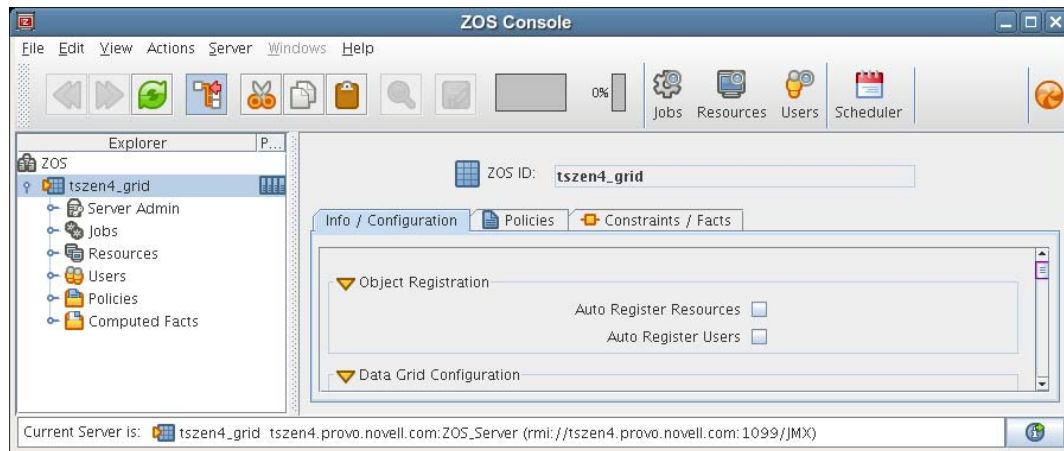 ZOS Console
File Edit View Actions Server Windows Help
0%
Jobs Resources Users Scheduler
Explorer P...
ZOS
tszen4_grid
Server Admin
Jobs
Resources
Users
Policies
Computed Facts
ZOS ID: tszen4_grid
Info / Configuration Policies Constraints / Facts
Object Registration
Auto Register Resources
Auto Register Users
Data Grid Configuration
Current Server is: tszen4_grid tszen4.provo.novell.com:ZOS_Server (rmi://tszen4.provo.novell.com:1099/JMX)